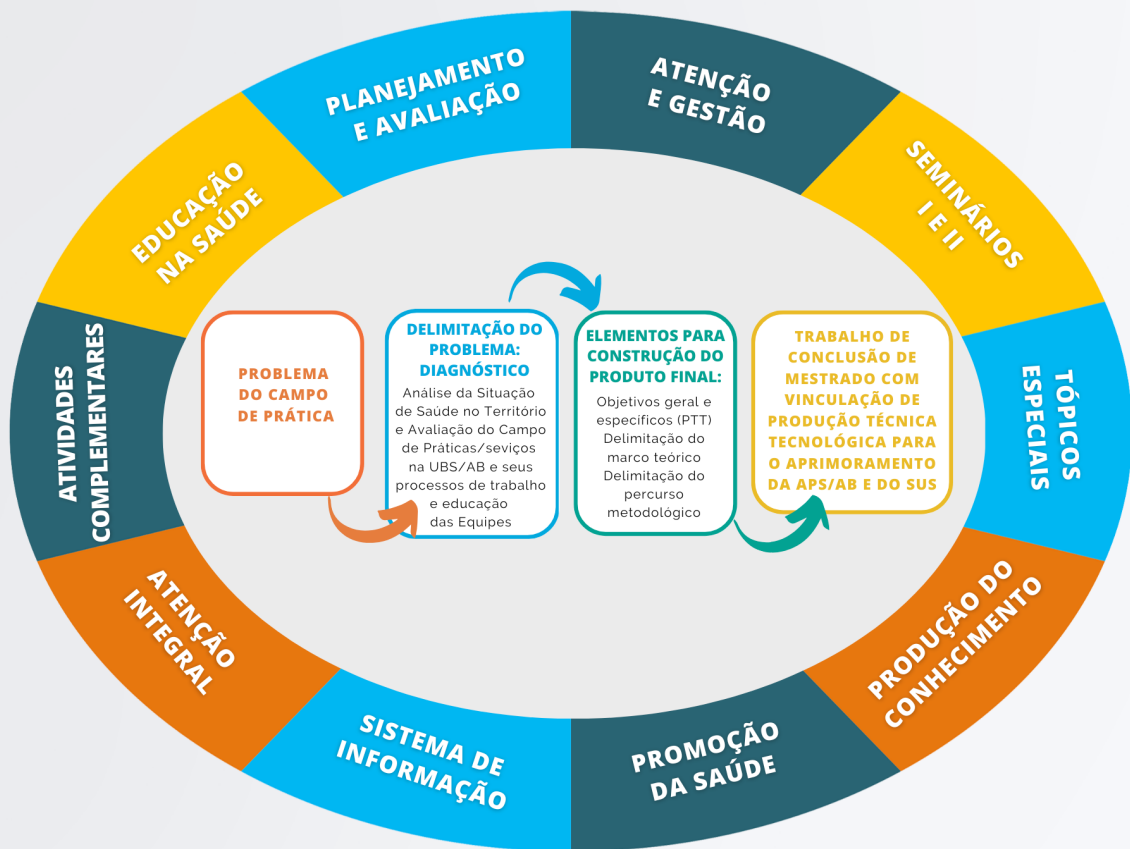 PLANEJAMENTO
E AVALIAÇÃO
ATENÇÃO
E GESTÃO
SEMINÁRIOS
I E II
TÓPICOS
ESPECIAIS
PRODUÇÃO DO
CONHECIMENTO
PROMOÇÃO
DA SAÚDE
SISTEMA DE
INFORMAÇÃO
ATENÇÃO
INTEGRAL
ATIVIDADES
COMPLEMENTARES
EDUCAÇÃO
NA SAÚDE
PROBLEMA
DO CAMPO
DE PRÁTICA
DELIMITAÇÃO DO
PROBLEMA:
DIAGNÓSTICO
Análise da Situação
de Saúde no Território
e Avaliação do Campo
de Práticas/seviços
na UBS/AB e seus
processos de trabalho
e educação
das Equipes
ELEMENTOS PARA
CONSTRUÇÃO DO
PRODUTO FINAL:
Objetivos geral e
específicos (PTT)
Delimitação do
marco teórico
Delimitação do
percurso
metodológico
TRABALHO DE
CONCLUSÃO DE
MESTRADO COM
VINCULAÇÃO DE
PRODUÇÃO TÉCNICA
TECNOLÓGICA PARA
O APRIMORAMENTO
DA APS/AB E DO SUS